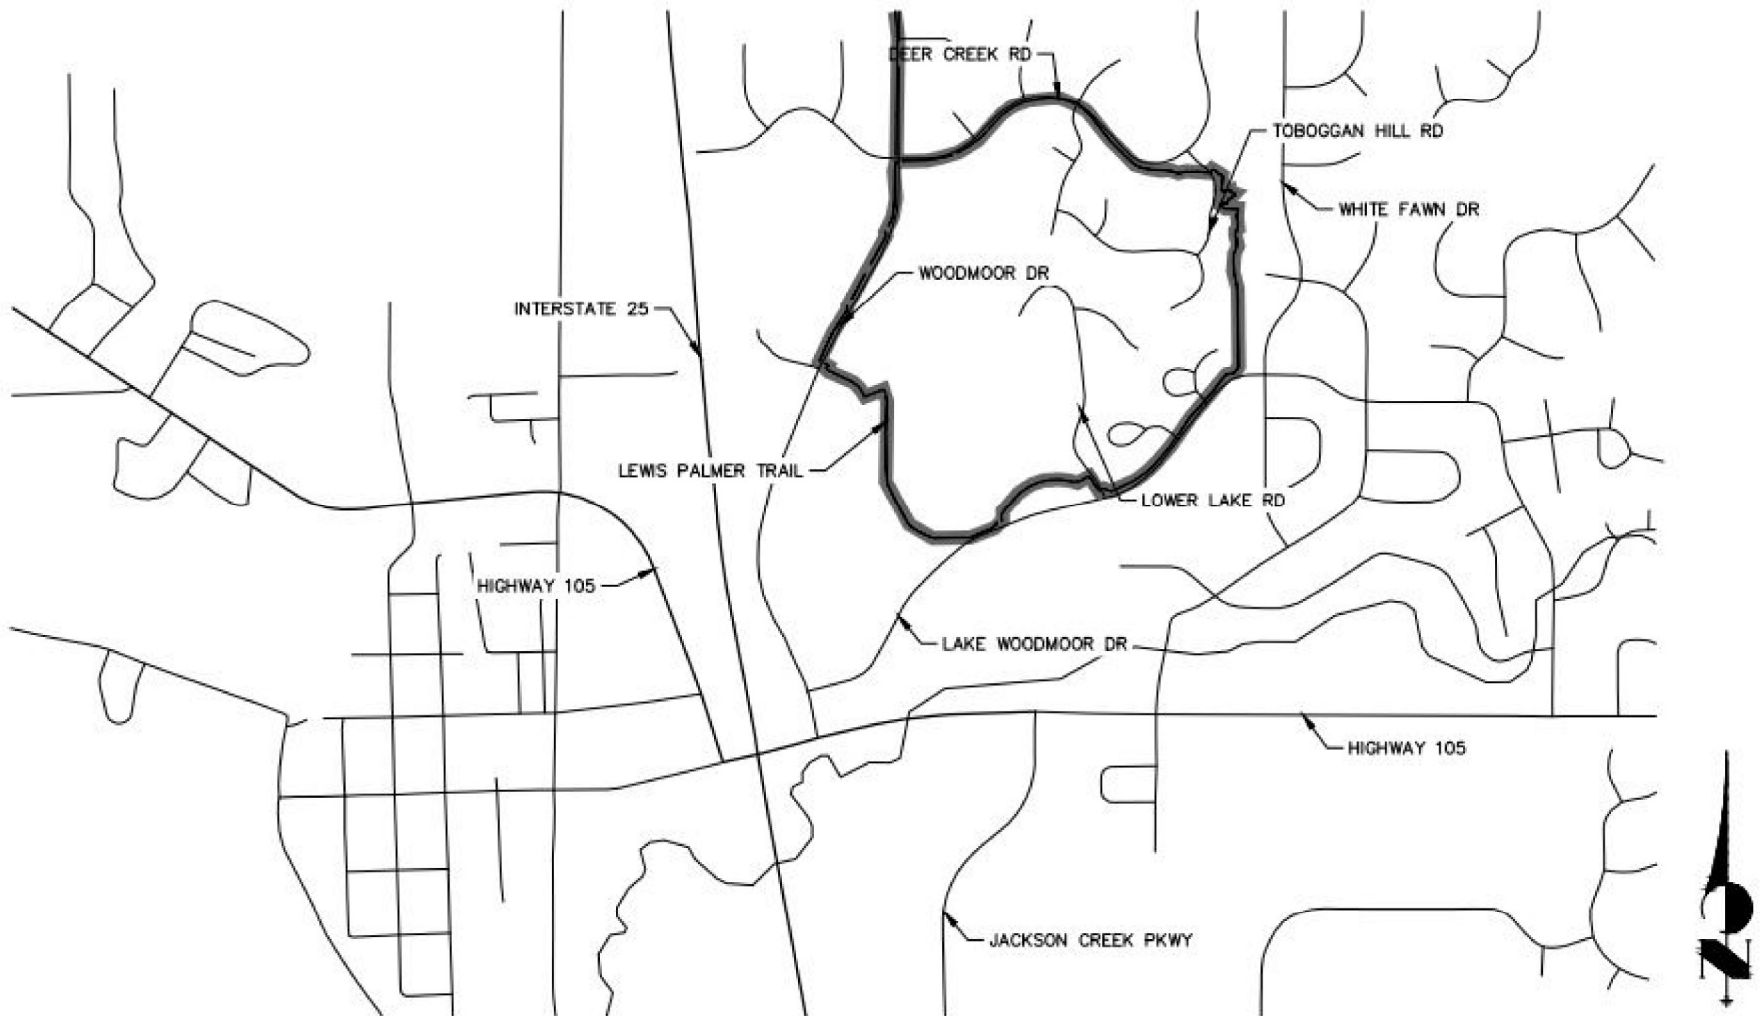 DEER CREEK RD
TOBOGGAN HILL RD
WHITE FAWN DR
WOODMOOR DR
INTERSTATE 25
LEWIS PALMER TRAIL
LOWER LAKE RD
HIGHWAY 105
LAKE WOODMOOR DR
HIGHWAY 105
JACKSON CREEK PKWY
N